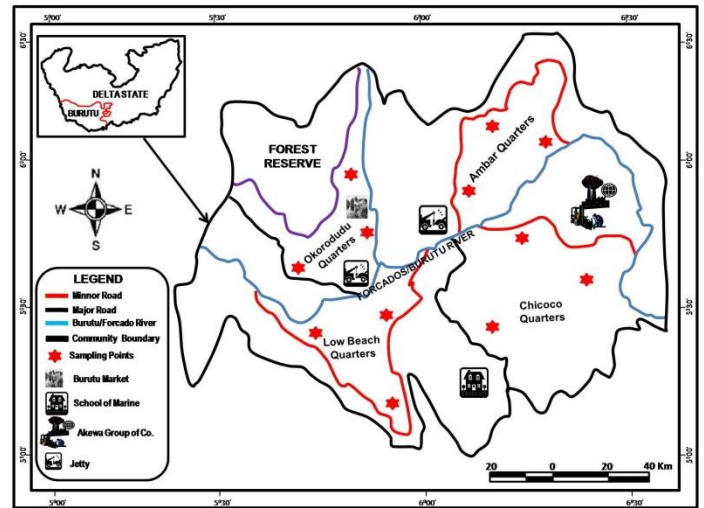 5°00'
5°30'
6°00'
6°30'
6°30'
6°30'
DELTA STATE
BURUTU
N
W E
S
FOREST
RESERVE
Ambar Quarters
6°00'
6°00'
Okorodudu
Quarters
FORCADOS/BURUTU RIVER
Chicoco
Quarters
Low Beach
Quarters
5°30'
5°30'
LEGEND
Minnor Road
Major Road
Burutu/Forcado River
Community Boundary
Sampling Points
Burutu Market
School of Marine
Akewa Group of Co.
Jetty
5°00'
5°00'
20 0 20 40 Km
5°00'
5°30'
6°00'
6°30'